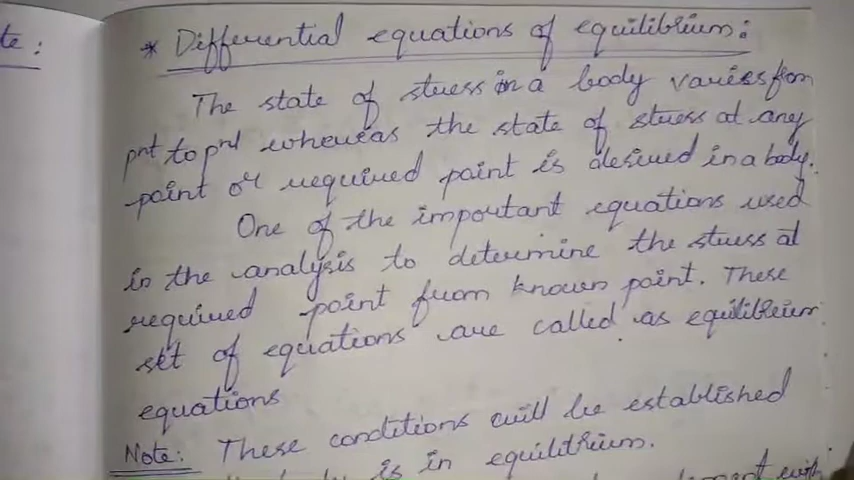 te:
* Differential equations of equilibrium:
The state of stress in a body varies from
pnt to pnt whereas the state of stress at any
point or required point is desired in a body.
One of the important equations used
in the analysis to determine the stress at
required point from known point. These
set of equations are called as equilibrium
equations
Note: These conditions will be established
is in equilibrium.
with